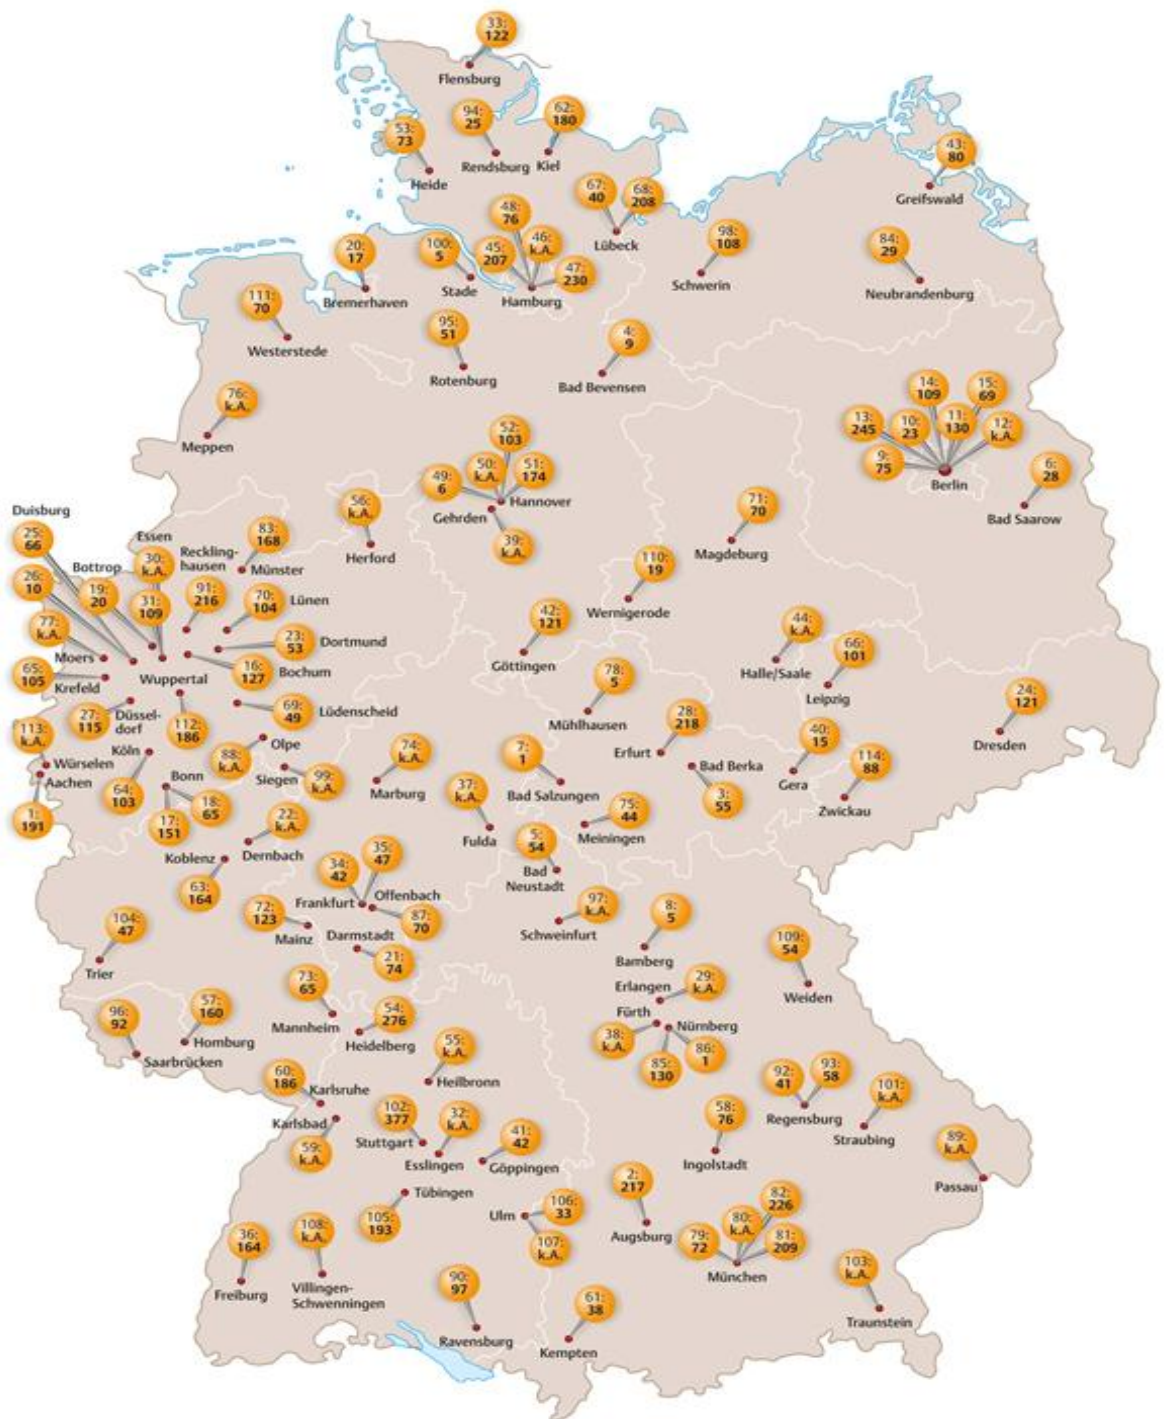 33:
122
Flensburg
94:
25
Rendsburg
62:
180
Kiel
53:
73
Heide
43:
80
Greifswald
67:
40
68:
208
Lübeck
48:
76
46:
k.A.
45:
207
47:
230
Hamburg
98:
108
Schwerin
84:
29
Neubrandenburg
20:
17
Bremerhaven
100:
5
Stade
111:
70
Westerstede
95:
51
Rotenburg
4:
9
Bad Bevensen
76:
k.A.
Meppen
14:
109
15:
69
13:
245
10:
23
11:
130
12:
k.A.
9:
75
Berlin
6:
28
Bad Saarow
52:
103
50:
k.A.
51:
174
49:
6
Hannover
Gehrden
39:
k.A.
56:
k.A.
Herford
71:
70
Magdeburg
110:
19
Wernigerode
Duisburg
25:
66
Essen
30:
k.A.
Reckling-
hausen
91:
216
83:
168
Münster
Bottrop
26:
10
19:
20
31:
109
70:
104
Lünen
77:
k.A.
Moers
23:
53
Dortmund
65:
105
Krefeld
Wuppertal
16:
127
Bochum
27:
115
Düssel-
dorf
112:
186
69:
49
Lüdenscheid
42:
121
Göttingen
44:
k.A.
Halle/Saale
66:
101
Leipzig
78:
5
Mühlhausen
28:
218
Erfurt
24:
121
Dresden
113:
k.A.
Würselen
Aachen
1:
191
Köln
64:
103
88:
k.A.
Olpe
Siegen
99:
k.A.
Bonn
17:
151
18:
65
74:
k.A.
Marburg
7:
1
Bad Salzungen
Bad Berka
3:
55
40:
15
Gera
114:
88
Zwickau
37:
k.A.
Fulda
75:
44
Meiningen
22:
k.A.
Dernbach
Koblenz
63:
164
5:
54
Bad
Neustadt
34:
42
35:
47
Offenbach
Frankfurt
87:
70
72:
123
Mainz
Darmstadt
21:
74
97:
k.A.
Schweinfurt
8:
5
Bamberg
104:
47
Trier
109:
54
Weiden
73:
65
Mannheim
54:
276
Heidelberg
29:
k.A.
Erlangen
Fürth
38:
k.A.
Nürnberg
85:
130
86:
1
96:
92
Saarbrücken
57:
160
Homburg
55:
k.A.
Heilbronn
60:
186
Karlsruhe
Karlsbad
59:
k.A.
102:
377
Stuttgart
32:
k.A.
Esslingen
41:
42
Göppingen
92:
41
93:
58
Regensburg
101:
k.A.
Straubing
58:
76
Ingolstadt
89:
k.A.
Passau
Tübingen
105:
193
Ulm
106:
33
107:
k.A.
2:
217
Augsburg
82:
226
80:
k.A.
79:
72
81:
209
München
36:
164
Freiburg
108:
k.A.
Villingen-
Schwenningen
90:
97
Ravensburg
61:
38
Kempten
103:
k.A.
Traunstein